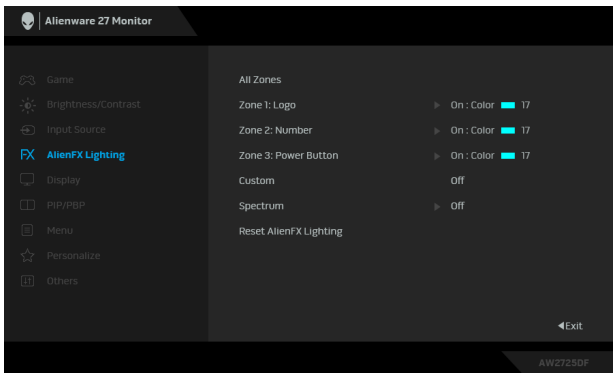 Alienware 27 Monitor
Game
Brightness/Contrast
Input Source
FX AlienFX Lighting
Display
PIP/PBP
Menu
Personalize
Others
All Zones
Zone 1: Logo On : Color 17
Zone 2: Number On : Color 17
Zone 3: Power Button On : Color 17
Custom Off
Spectrum Off
Reset AlienFX Lighting
Exit
AW2725DF